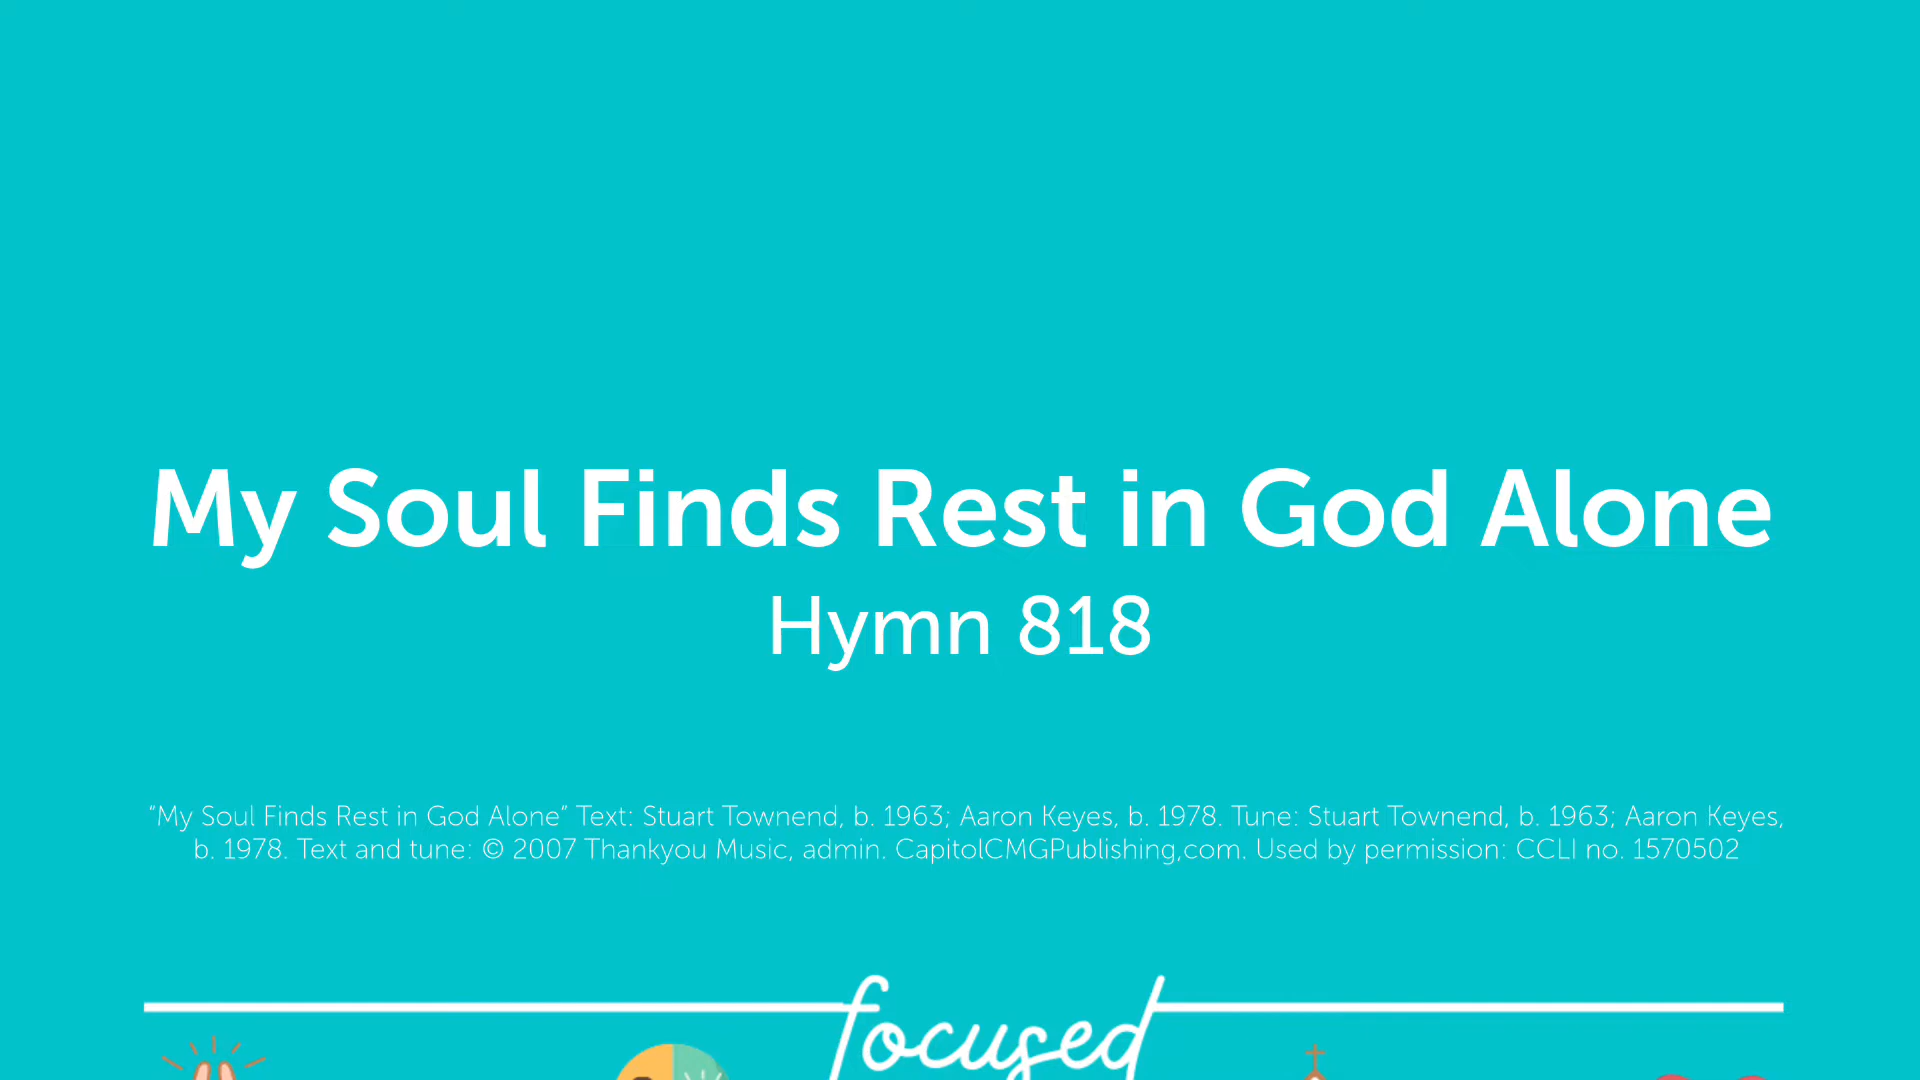 My Soul Finds Rest in God Alone
Hymn 818
"My Soul Finds Rest in God Alone" Text: Stuart Townend, b. 1963; Aaron Keyes, b. 1978. Tune: Stuart Townend, b. 1963; Aaron Keyes,
b. 1978. Text and tune: © 2007 Thankyou Music, admin. CapitolCMGPublishing,com. Used by permission: CCLI no. 1570502
focused